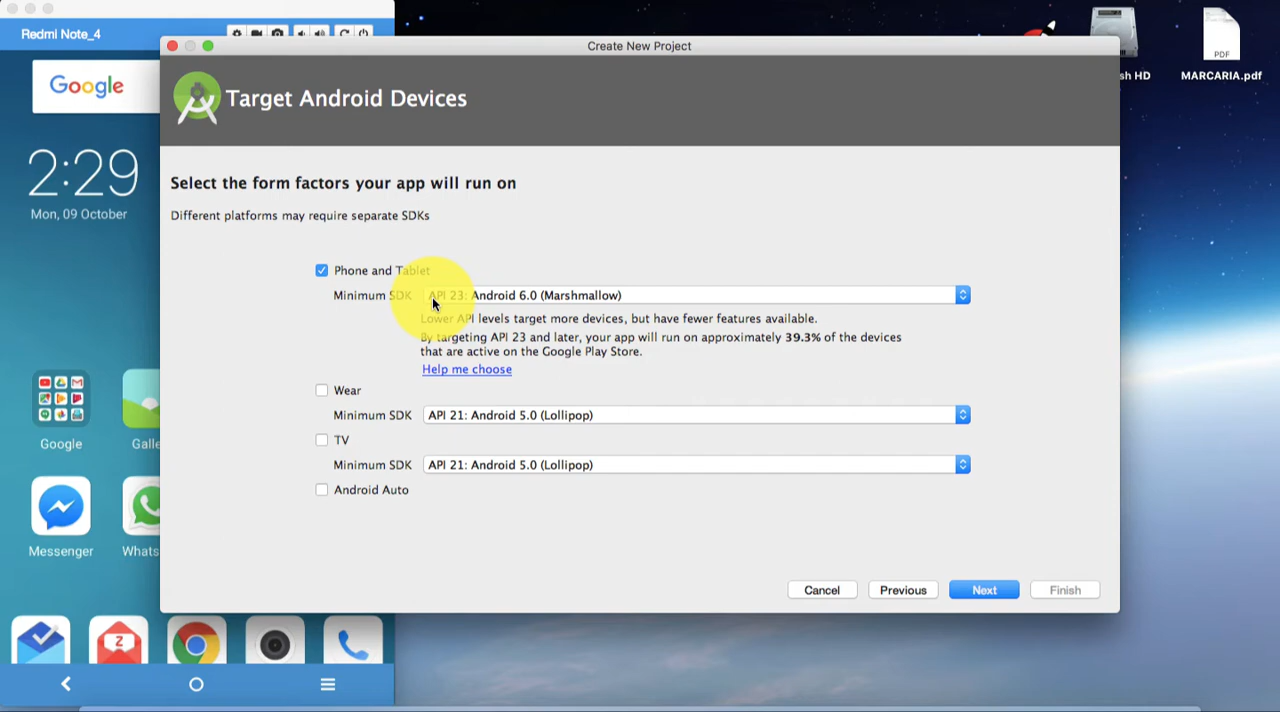 Redmi Note_4
Create New Project
sh HD
PDF
MARCARIA.pdf
Google
Target Android Devices
2:29
Mon, 09 October
Select the form factors your app will run on
Different platforms may require separate SDKs
Phone and Tablet
Minimum SDK API 23: Android 6.0 (Marshmallow)
Lower API levels target more devices, but have fewer features available.
By targeting API 23 and later, your app will run on approximately 39.3% of the devices
that are active on the Google Play Store.
Help me choose
Wear
Minimum SDK API 21: Android 5.0 (Lollipop)
TV
Minimum SDK API 21: Android 5.0 (Lollipop)
Android Auto
Google
Galle
Messenger
Whats
Z
Cancel
Previous
Next
Finish